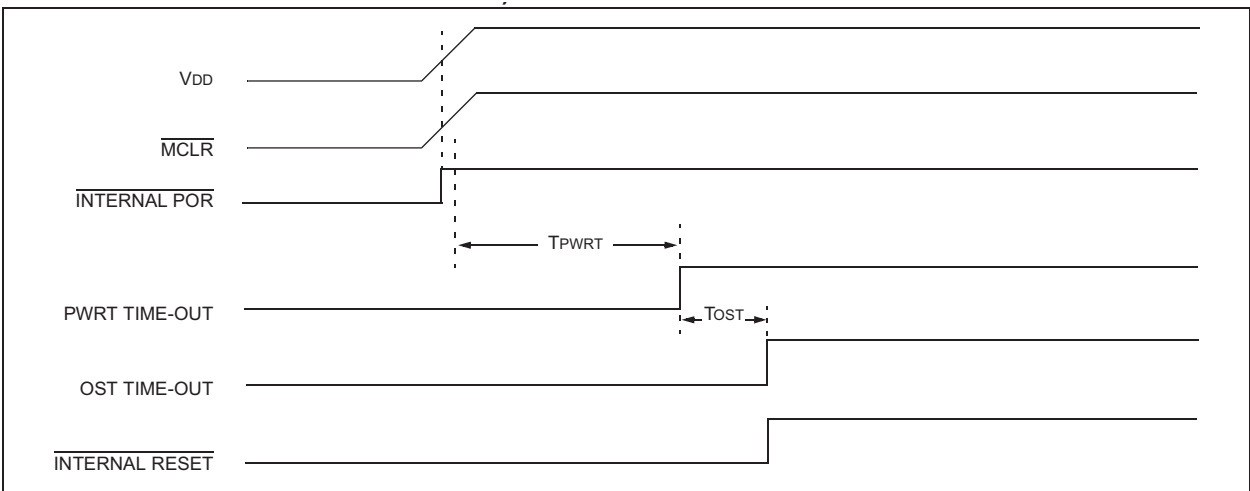 VDD
MCLR
INTERNAL POR
TPWRT
PWRT TIME-OUT
TOST
OST TIME-OUT
INTERNAL RESET